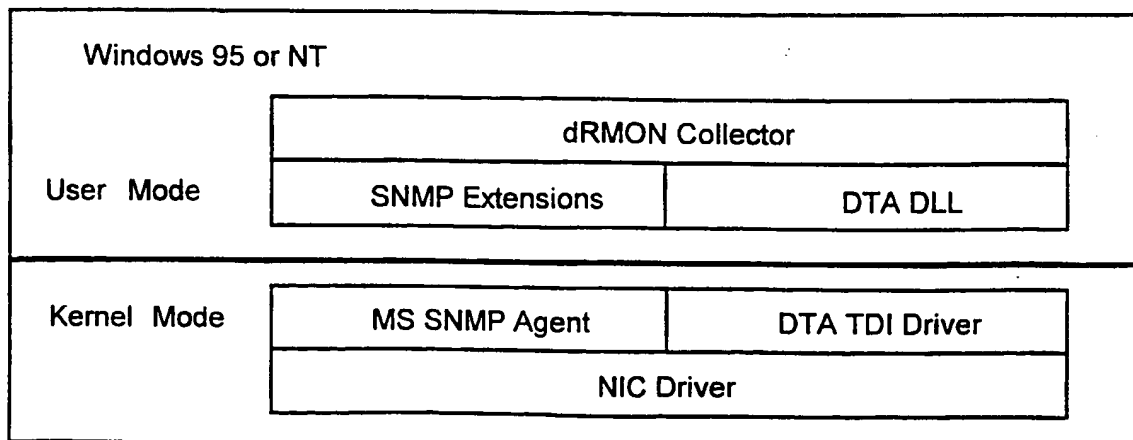 Windows 95 or NT
dRMON Collector
User Mode
SNMP Extensions
DTA DLL
Kernel Mode
MS SNMP Agent
DTA TDI Driver
NIC Driver